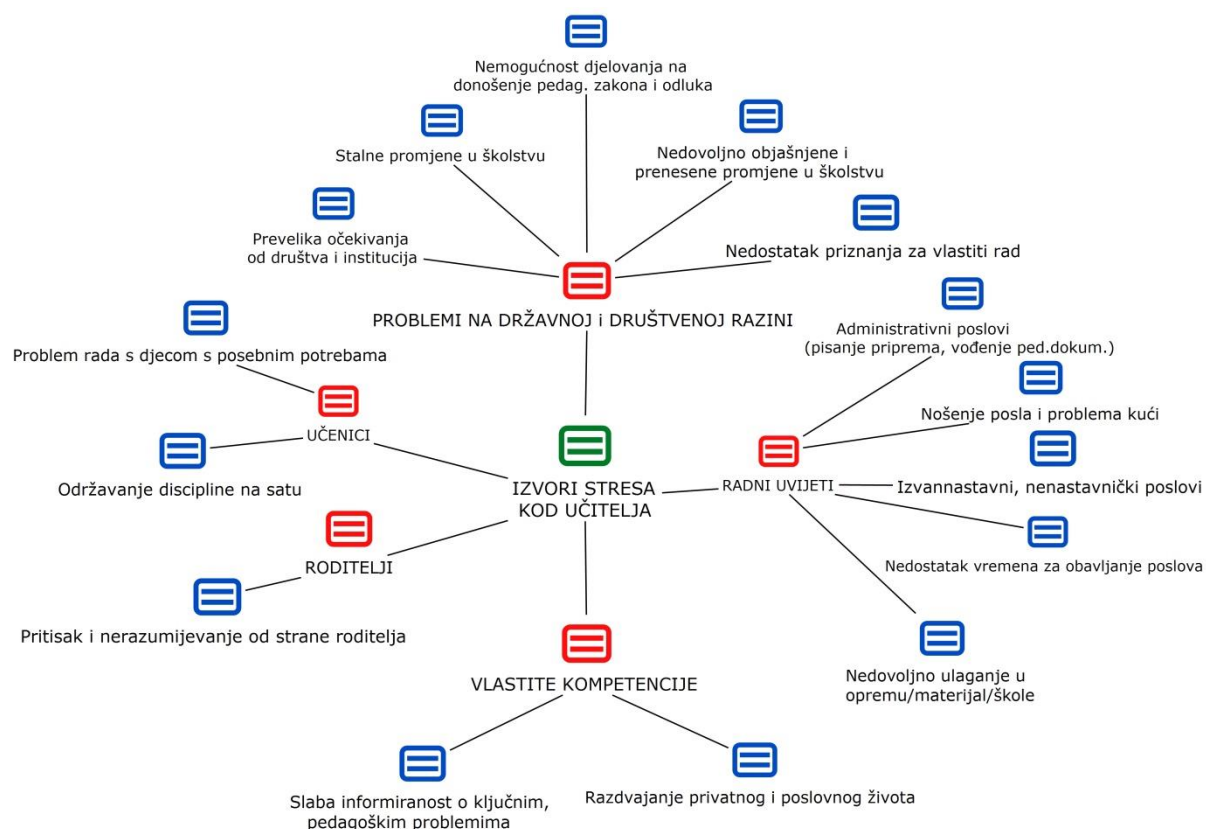 Nemogućnost djelovanja na
donošenje pedag. zakona i odluka
Stalne promjene u školstvu
Nedovoljno objašnjene i
prenesene promjene u školstvu
Prevelika očekivanja
od društva i institucija
Nedostatak priznanja za vlastiti rad
PROBLEMI NA DRŽAVNOJ i DRUŠTVENOJ RAZINI
Administrativni poslovi
(pisanje priprema, vođenje ped.dokum.)
Problem rada s djecom s posebnim potrebama
Nošenje posla i problema kući
UČENICI
Održavanje discipline na satu
IZVORI STRESA
KOD UČITELJA
RADNI UVIJETI
Izvannastavni, nenastavnički poslovi
RODITELJI
Nedostatak vremena za obavljanje poslova
Pritisak i nerazumijevanje od strane roditelja
VLASTITE KOMPETENCIJE
Nedovoljno ulaganje u
opremu/materijal/škole
Slaba informiranost o ključnim,
pedagoškim problemima
Razdvajanje privatnog i poslovnog života